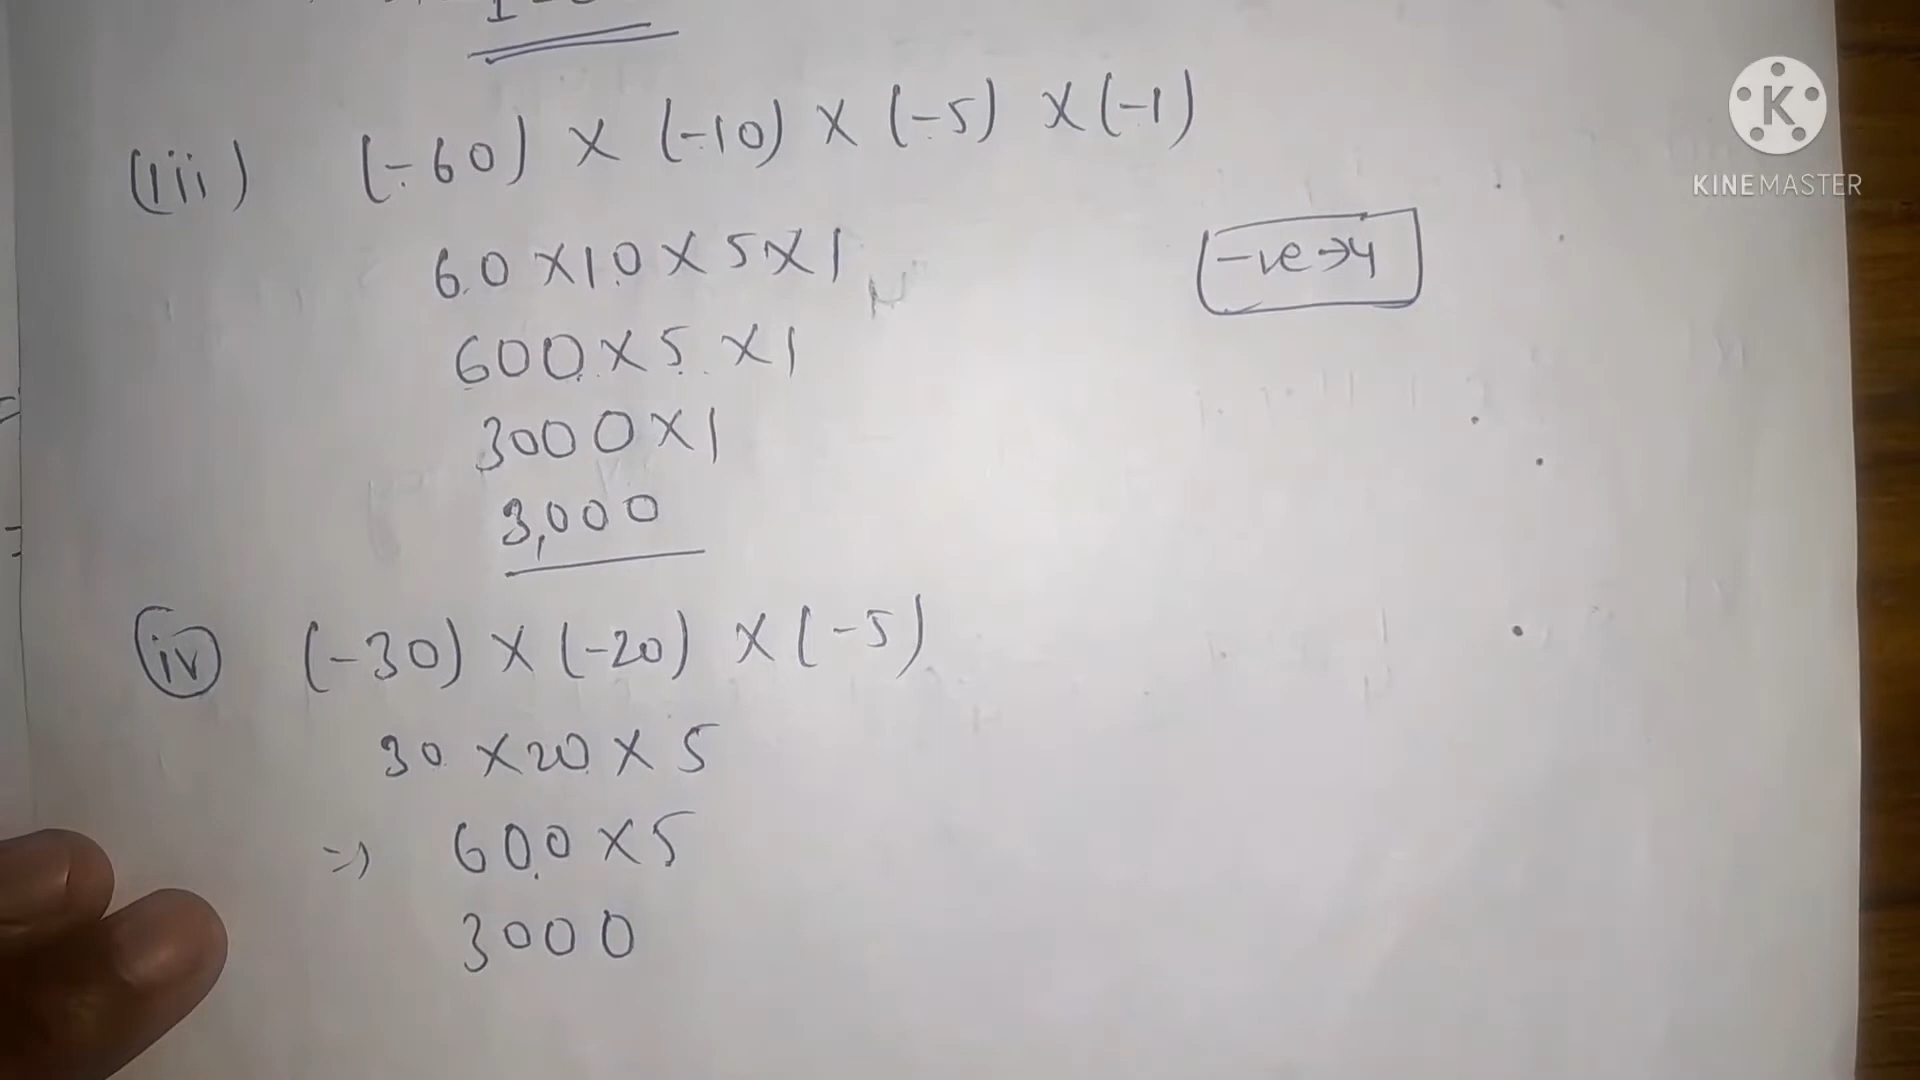 (iii) (-60) × (-10) × (-5) × (-1)
60 × 10 × 5 × 1
-ve → 4
600 × 5 × 1
3000 × 1
3,000
(iv) (-30) × (-20) × (-5)
30 × 20 × 5
⇒ 600 × 5
3000
K
KINEMASTER